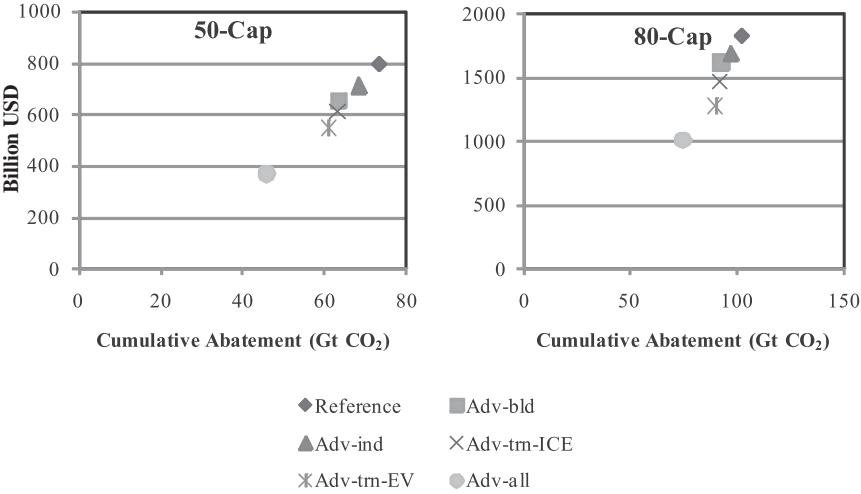 50-Cap
Billion USD
1000
800
600
400
200
0
0 20 40 60 80
Cumulative Abatement (Gt CO₂)
80-Cap
2000
1500
1000
500
0
0 50 100 150
Cumulative Abatement (Gt CO₂)
Reference Adv-bld
Adv-ind Adv-trn-ICE
Adv-trn-EV Adv-all